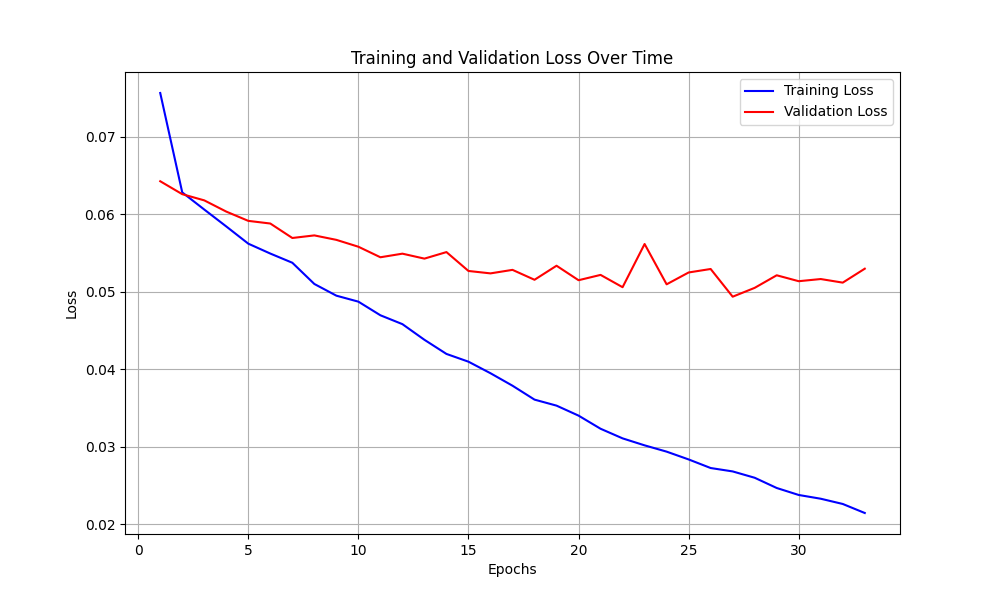 Training and Validation Loss Over Time
Training Loss
Validation Loss
Loss
0.07
0.06
0.05
0.04
0.03
0.02
0 5 10 15 20 25 30
Epochs